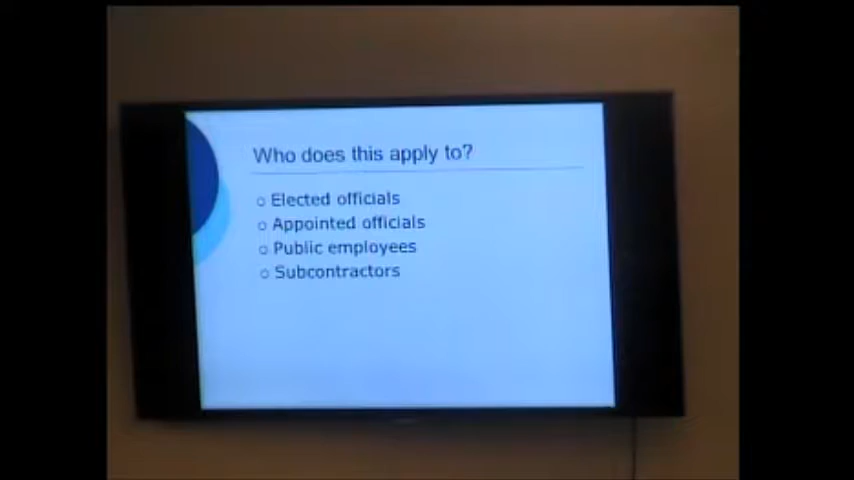 Who does this apply to?
Elected officials
Appointed officials
Public employees
Subcontractors